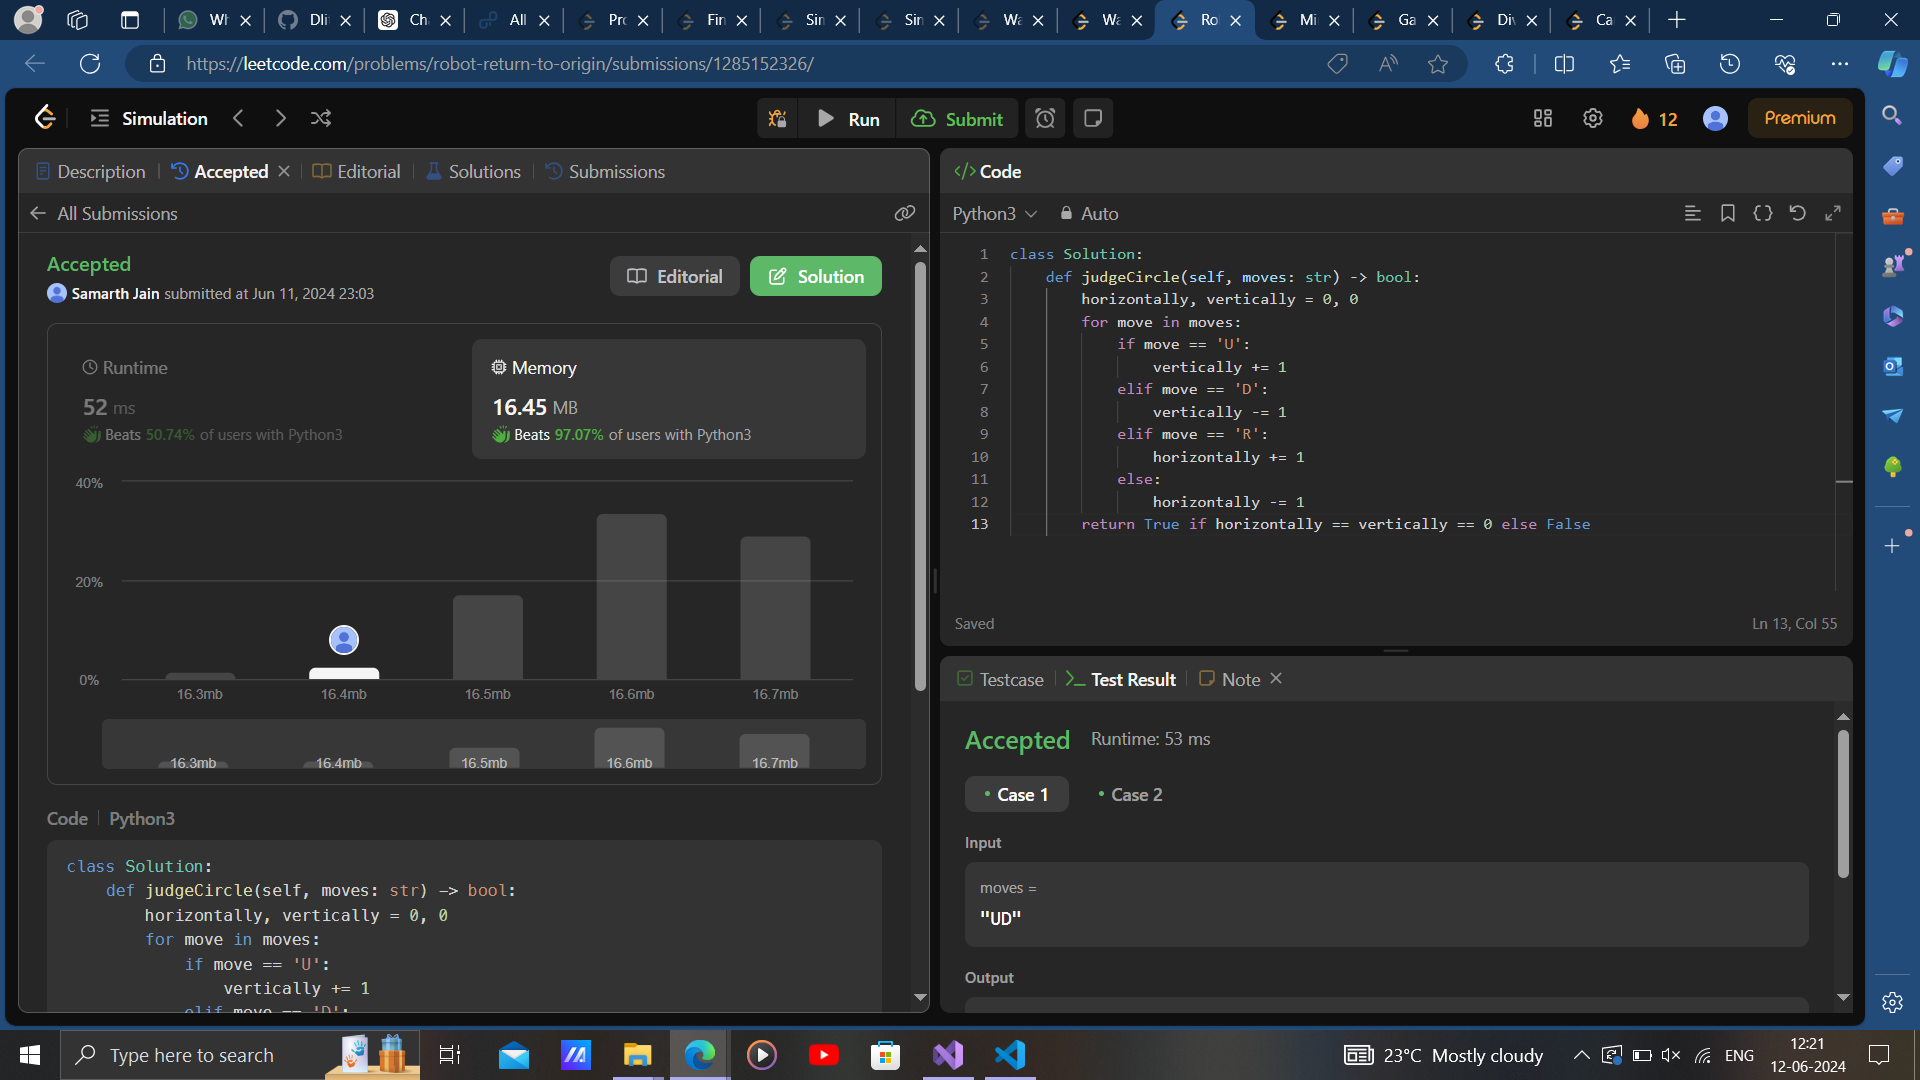 Wh
Dli
Ch
All
Pro
Fin
Sin
Sin
Wa
Wa
Ro
Mi
Ga
Div
Ca
https://leetcode.com/problems/robot-return-to-origin/submissions/1285152326/
Simulation
Run
Submit
12
Premium
Description
Accepted
Editorial
Solutions
Submissions
All Submissions
Accepted
Samarth Jain submitted at Jun 11, 2024 23:03
Editorial
Solution
Runtime
52 ms
Beats 50.74% of users with Python3
Memory
16.45 MB
Beats 97.07% of users with Python3
40%
20%
0%
16.3mb 16.4mb 16.5mb 16.6mb 16.7mb
16.3mb 16.4mb 16.5mb 16.6mb 16.7mb
Code | Python3
class Solution:
def judgeCircle(self, moves: str) -> bool:
horizontally, vertically = 0, 0
for move in moves:
if move == 'U':
vertically += 1
elif move == 'D':
</> Code
Python3
Auto
1 class Solution:
2 def judgeCircle(self, moves: str) -> bool:
3 horizontally, vertically = 0, 0
4 for move in moves:
5 if move == 'U':
6 vertically += 1
7 elif move == 'D':
8 vertically -= 1
9 elif move == 'R':
10 horizontally += 1
11 else:
12 horizontally -= 1
13 return True if horizontally == vertically == 0 else False
Saved
Ln 13, Col 55
Testcase
Test Result
Note
Accepted
Runtime: 53 ms
Case 1
Case 2
Input
moves =
"UD"
Output
Type here to search
23°C Mostly cloudy
ENG
12:21
12-06-2024